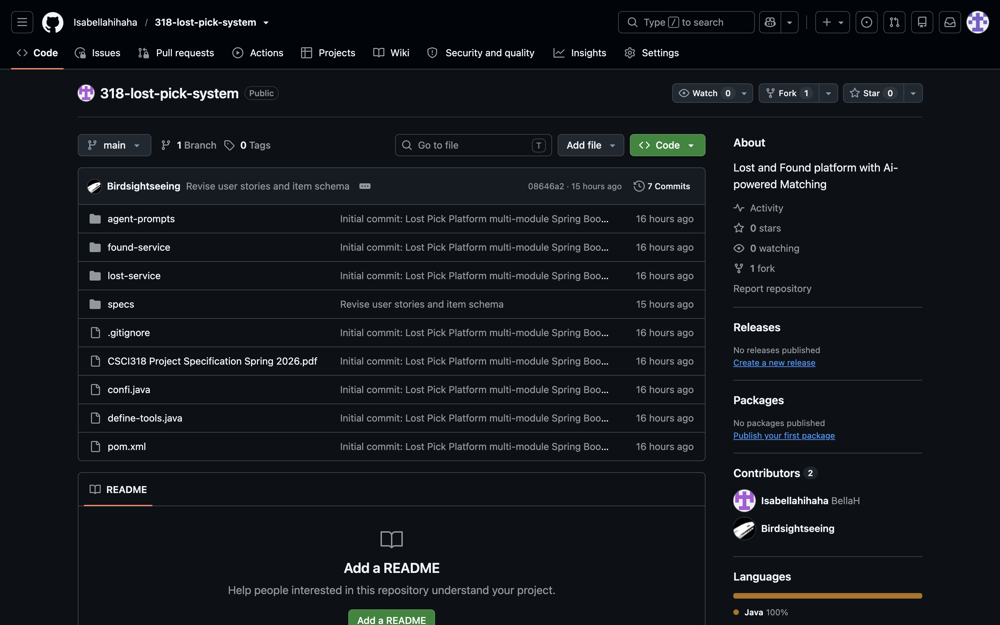 Isabellahihaha / 318-lost-pick-system
Type / to search
Code
Issues
Pull requests
Actions
Projects
Wiki
Security and quality
Insights
Settings
318-lost-pick-system
Public
Watch 0
Fork 1
Star 0
main
1 Branch
0 Tags
Go to file
T
Add file
Code
Birdsightseeing Revise user stories and item schema
08646a2 · 15 hours ago
7 Commits
agent-prompts Initial commit: Lost Pick Platform multi-module Spring Boo... 16 hours ago
found-service Initial commit: Lost Pick Platform multi-module Spring Boo... 16 hours ago
lost-service Initial commit: Lost Pick Platform multi-module Spring Boo... 16 hours ago
specs Revise user stories and item schema 15 hours ago
.gitignore Initial commit: Lost Pick Platform multi-module Spring Boo... 16 hours ago
CSCI318 Project Specification Spring 2026.pdf Initial commit: Lost Pick Platform multi-module Spring Boo... 16 hours ago
confi.java Initial commit: Lost Pick Platform multi-module Spring Boo... 16 hours ago
define-tools.java Initial commit: Lost Pick Platform multi-module Spring Boo... 16 hours ago
pom.xml Initial commit: Lost Pick Platform multi-module Spring Boo... 16 hours ago
README
Add a README
Help people interested in this repository understand your project.
Add a README
About
Lost and Found platform with Ai-
powered Matching
Activity
0 stars
0 watching
1 fork
Report repository
Releases
No releases published
Create a new release
Packages
No packages published
Publish your first package
Contributors 2
Isabellahihaha BellaH
Birdsightseeing
Languages
Java 100%